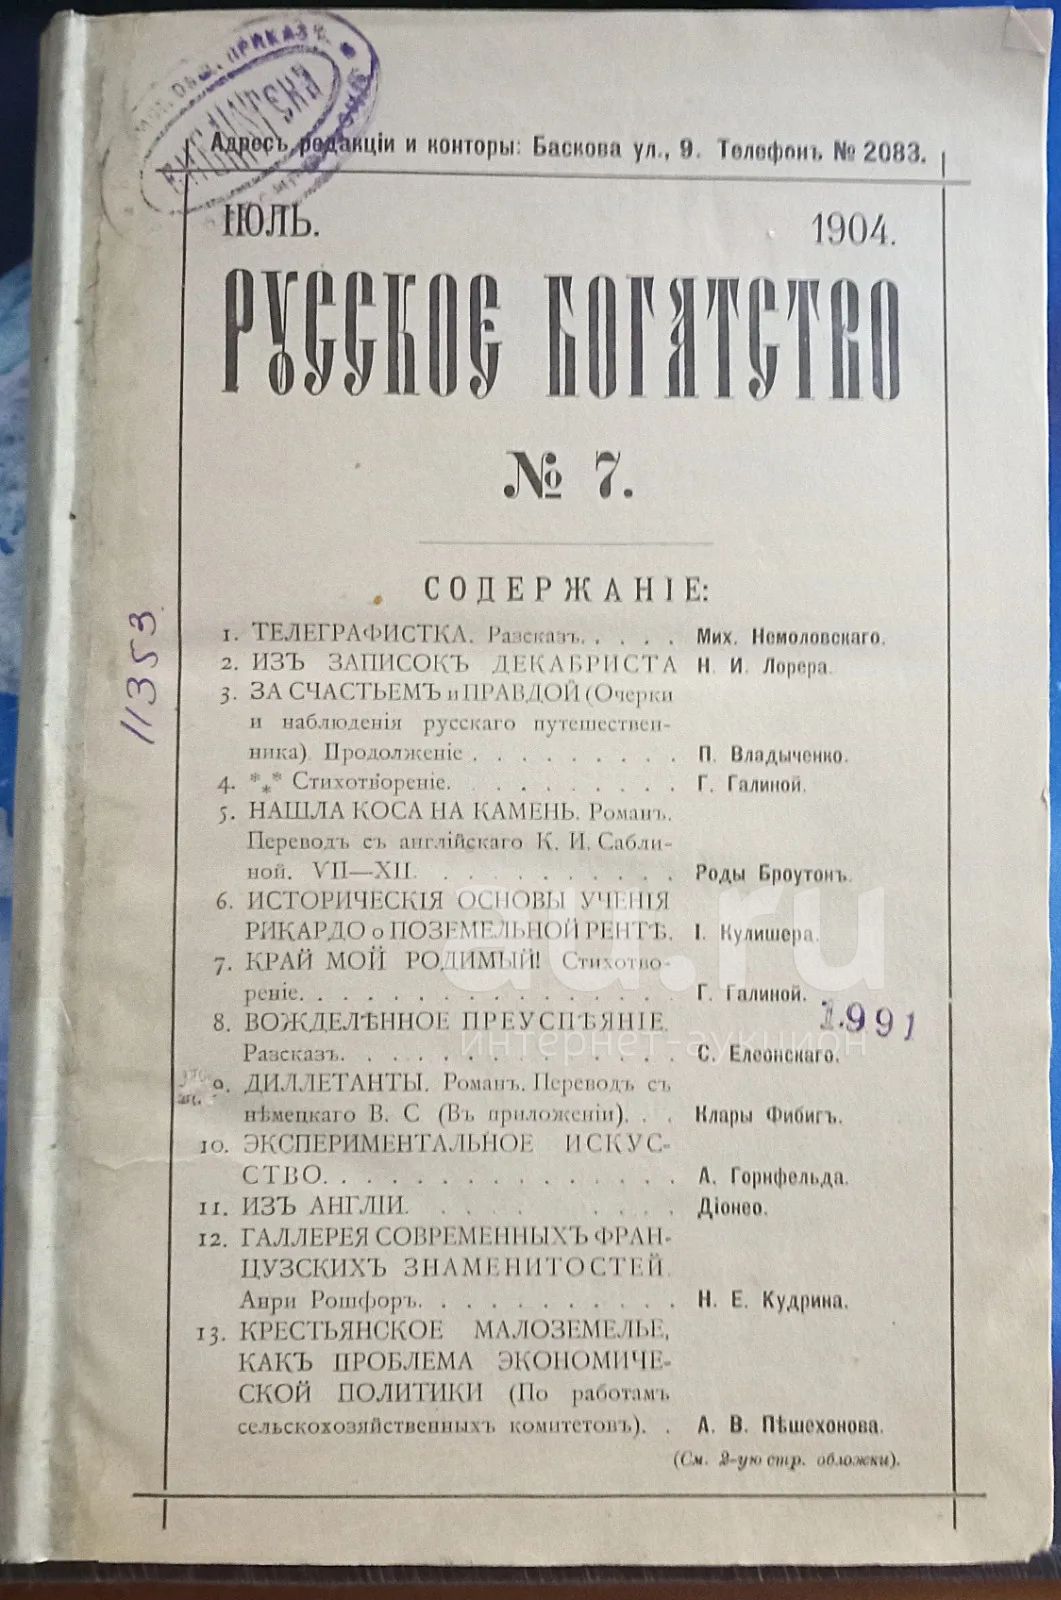 ПРИКАЗЧ.
Адресъ редакціи и конторы: Баскова ул., 9. Телефонъ № 2083.
ІЮЛЬ. 1904.
РУССКОЕ БОГАТСТВО
№ 7.
СОДЕРЖАНІЕ:
1. ТЕЛЕГРАФИСТКА. Разсказъ. . . . . Мих. Немоловскаго.
2. ИЗЪ ЗАПИСОКЪ ДЕКАБРИСТА Н. И. Лорера.
3. ЗА СЧАСТЬЕМЪ и ПРАВДОЙ (Очерки
и наблюденія русскаго путешествен-
ника) Продолженіе . . . . . . . . . П. Владыченко.
4. *** Стихотвореніе. . . . . . . . . Г. Галиной.
5. НАШЛА КОСА НА КАМЕНЬ. Романъ.
Переводъ съ англійскаго К. И. Сабли-
ной. VII—XII. . . . . . . . . . . Роды Броутонъ.
6. ИСТОРИЧЕСКІЯ ОСНОВЫ УЧЕНІЯ
РИКАРДО о ПОЗЕМЕЛЬНОЙ РЕНТѢ. І. Кулишера.
7. КРАЙ МОЙ РОДИМЫЙ! Стихотво-
реніе. . . . . . . . . . . . . . . Г. Галиной.
1991
8. ВОЖДЕЛѢННОЕ ПРЕУСПѢЯНІЕ.
Разсказъ. . . . . . . . . . . . . С. Елеонскаго.
9. ДИЛЛЕТАНТЫ. Романъ. Переводъ съ
нѣмецкаго В. С (Въ приложеніи). . . Клары Фибигъ.
10. ЭКСПЕРИМЕНТАЛЬНОЕ ИСКУС-
СТВО. . . . . . . . . . . . . . . А. Горнфельда.
11. ИЗЪ АНГЛІИ. . . . . . . . . Діонео.
12. ГАЛЛЕРЕЯ СОВРЕМЕННЫХЪ ФРАН-
ЦУЗСКИХЪ ЗНАМЕНИТОСТЕЙ.
Анри Рошфоръ. . . . . . . . . . . Н. Е. Кудрина.
13. КРЕСТЬЯНСКОЕ МАЛОЗЕМЕЛЬЕ,
КАКЪ ПРОБЛЕМА ЭКОНОМИЧЕ-
СКОЙ ПОЛИТИКИ (По работамъ
сельскохозяйственныхъ комитетовъ). . А. В. Пѣшехонова.
(См. 2-ую стр. обложки).
11353
au.ru
интернет-аукцион